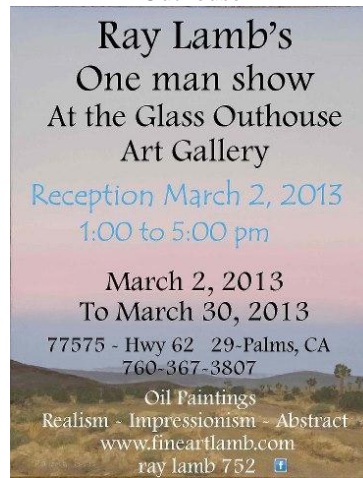 Ray Lamb's
One man show
At the Glass Outhouse
Art Gallery
Reception March 2, 2013
1:00 to 5:00 pm
March 2, 2013
To March 30, 2013
77575 - Hwy 62 29-Palms, CA
760-367-3807
Oil Paintings
Realism - Impressionism - Abstract
www.fineartlamb.com
ray lamb 752 f